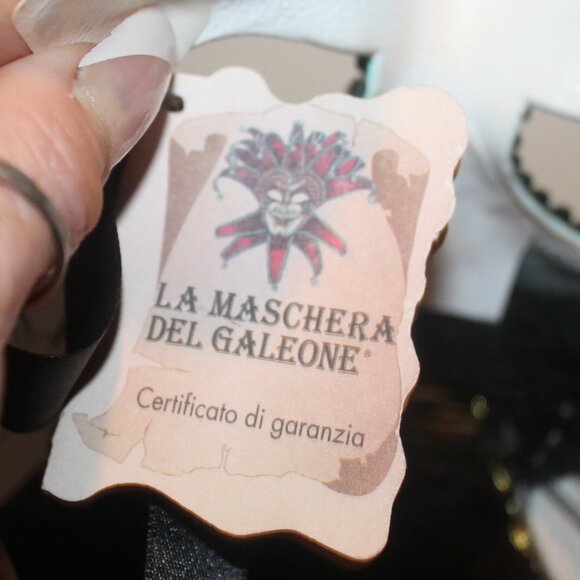 LA MASCHERA
DEL GALEONE®
Certificato di garanzia